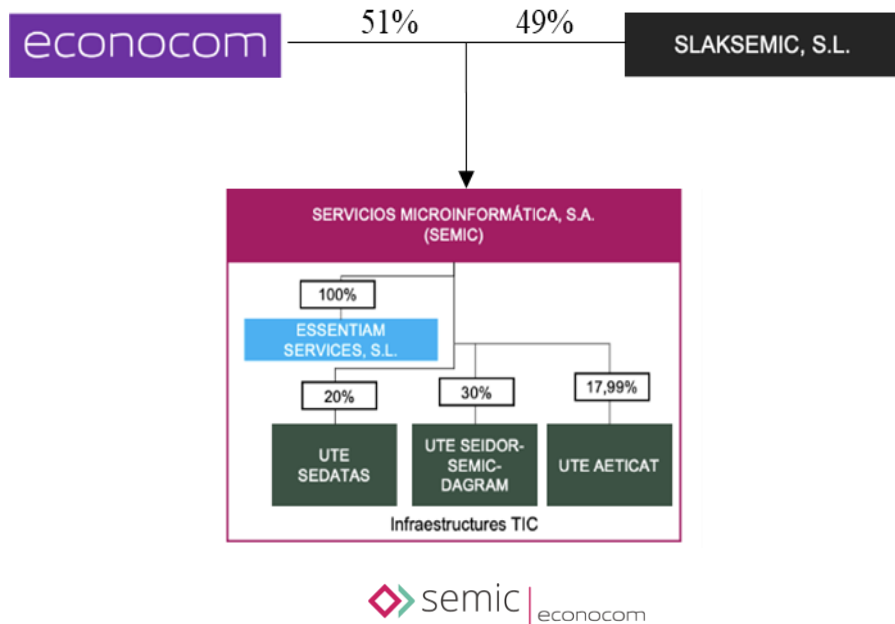 econocom
51%
49%
SLAKSEMIC, S.L.
SERVICIOS MICROINFORMÁTICA, S.A.
(SEMIC)
100%
ESSENTIAM
SERVICES, S.L.
20%
30%
17,99%
UTE
SEDATAS
UTE SEIDOR-
SEMIC-
DAGRAM
UTE AETICAT
Infraestructures TIC
semic
econocom